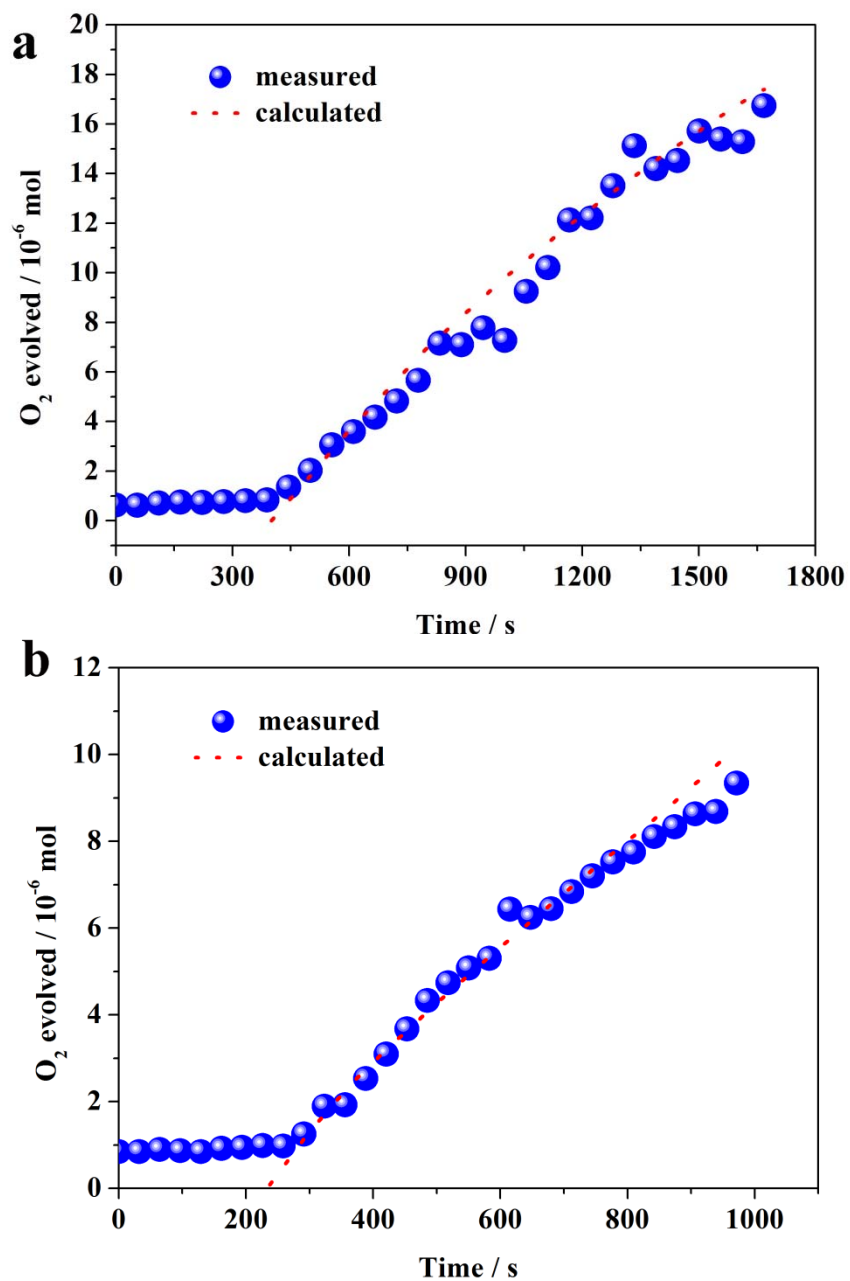 a
20
18
16
14
12
10
8
6
4
2
0
O₂ evolved / 10⁻⁶ mol
measured
calculated
0 300 600 900 1200 1500 1800
Time / s
b
12
10
8
6
4
2
0
O₂ evolved / 10⁻⁶ mol
measured
calculated
0 200 400 600 800 1000
Time / s